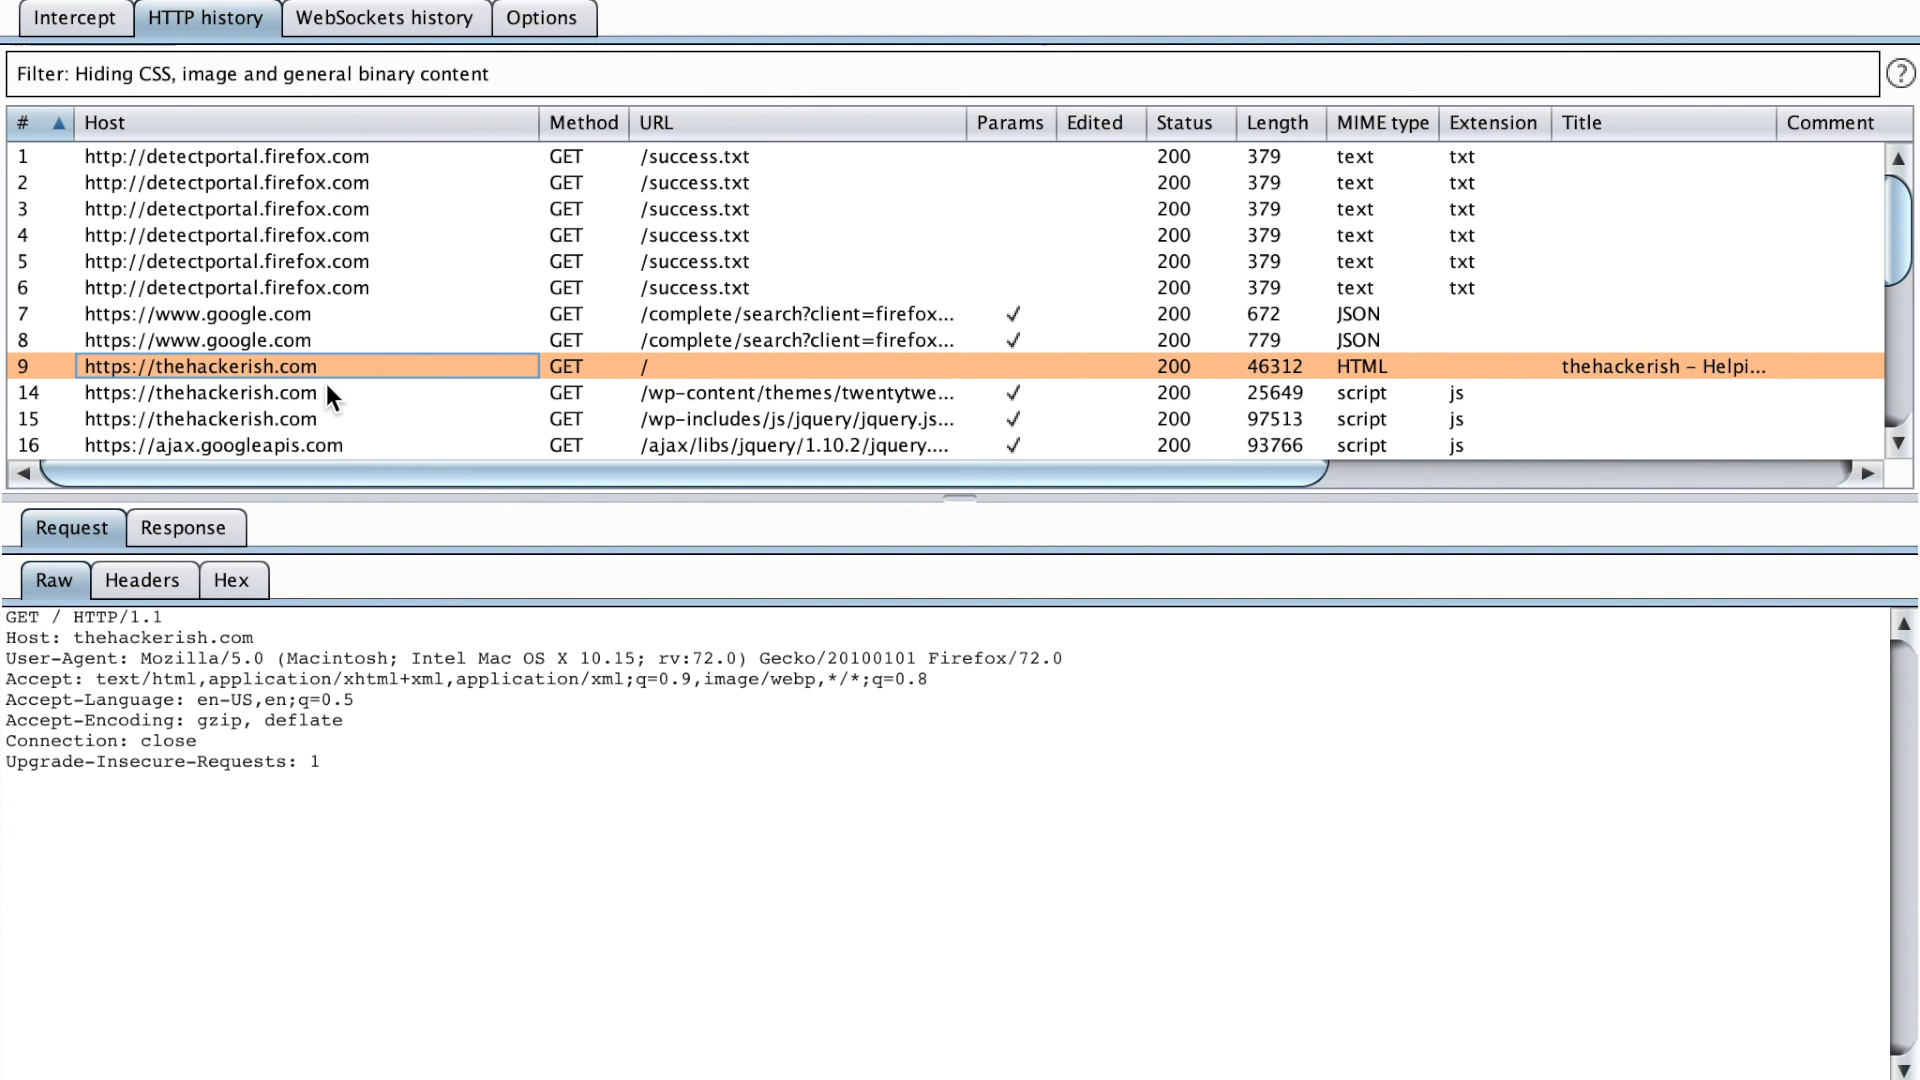 Intercept HTTP history WebSockets history Options
Filter: Hiding CSS, image and general binary content ?
# Host Method URL Params Edited Status Length MIME type Extension Title Comment
1 http://detectportal.firefox.com GET /success.txt 200 379 text txt
2 http://detectportal.firefox.com GET /success.txt 200 379 text txt
3 http://detectportal.firefox.com GET /success.txt 200 379 text txt
4 http://detectportal.firefox.com GET /success.txt 200 379 text txt
5 http://detectportal.firefox.com GET /success.txt 200 379 text txt
6 http://detectportal.firefox.com GET /success.txt 200 379 text txt
7 https://www.google.com GET /complete/search?client=firefox... ✓ 200 672 JSON
8 https://www.google.com GET /complete/search?client=firefox... ✓ 200 779 JSON
9 https://thehackerish.com GET / 200 46312 HTML thehackerish – Helpi...
14 https://thehackerish.com GET /wp-content/themes/twentytwe... ✓ 200 25649 script js
15 https://thehackerish.com GET /wp-includes/js/jquery/jquery.js... ✓ 200 97513 script js
16 https://ajax.googleapis.com GET /ajax/libs/jquery/1.10.2/jquery.... ✓ 200 93766 script js
Request Response
Raw Headers Hex
GET / HTTP/1.1
Host: thehackerish.com
User-Agent: Mozilla/5.0 (Macintosh; Intel Mac OS X 10.15; rv:72.0) Gecko/20100101 Firefox/72.0
Accept: text/html,application/xhtml+xml,application/xml;q=0.9,image/webp,*/*;q=0.8
Accept-Language: en-US,en;q=0.5
Accept-Encoding: gzip, deflate
Connection: close
Upgrade-Insecure-Requests: 1